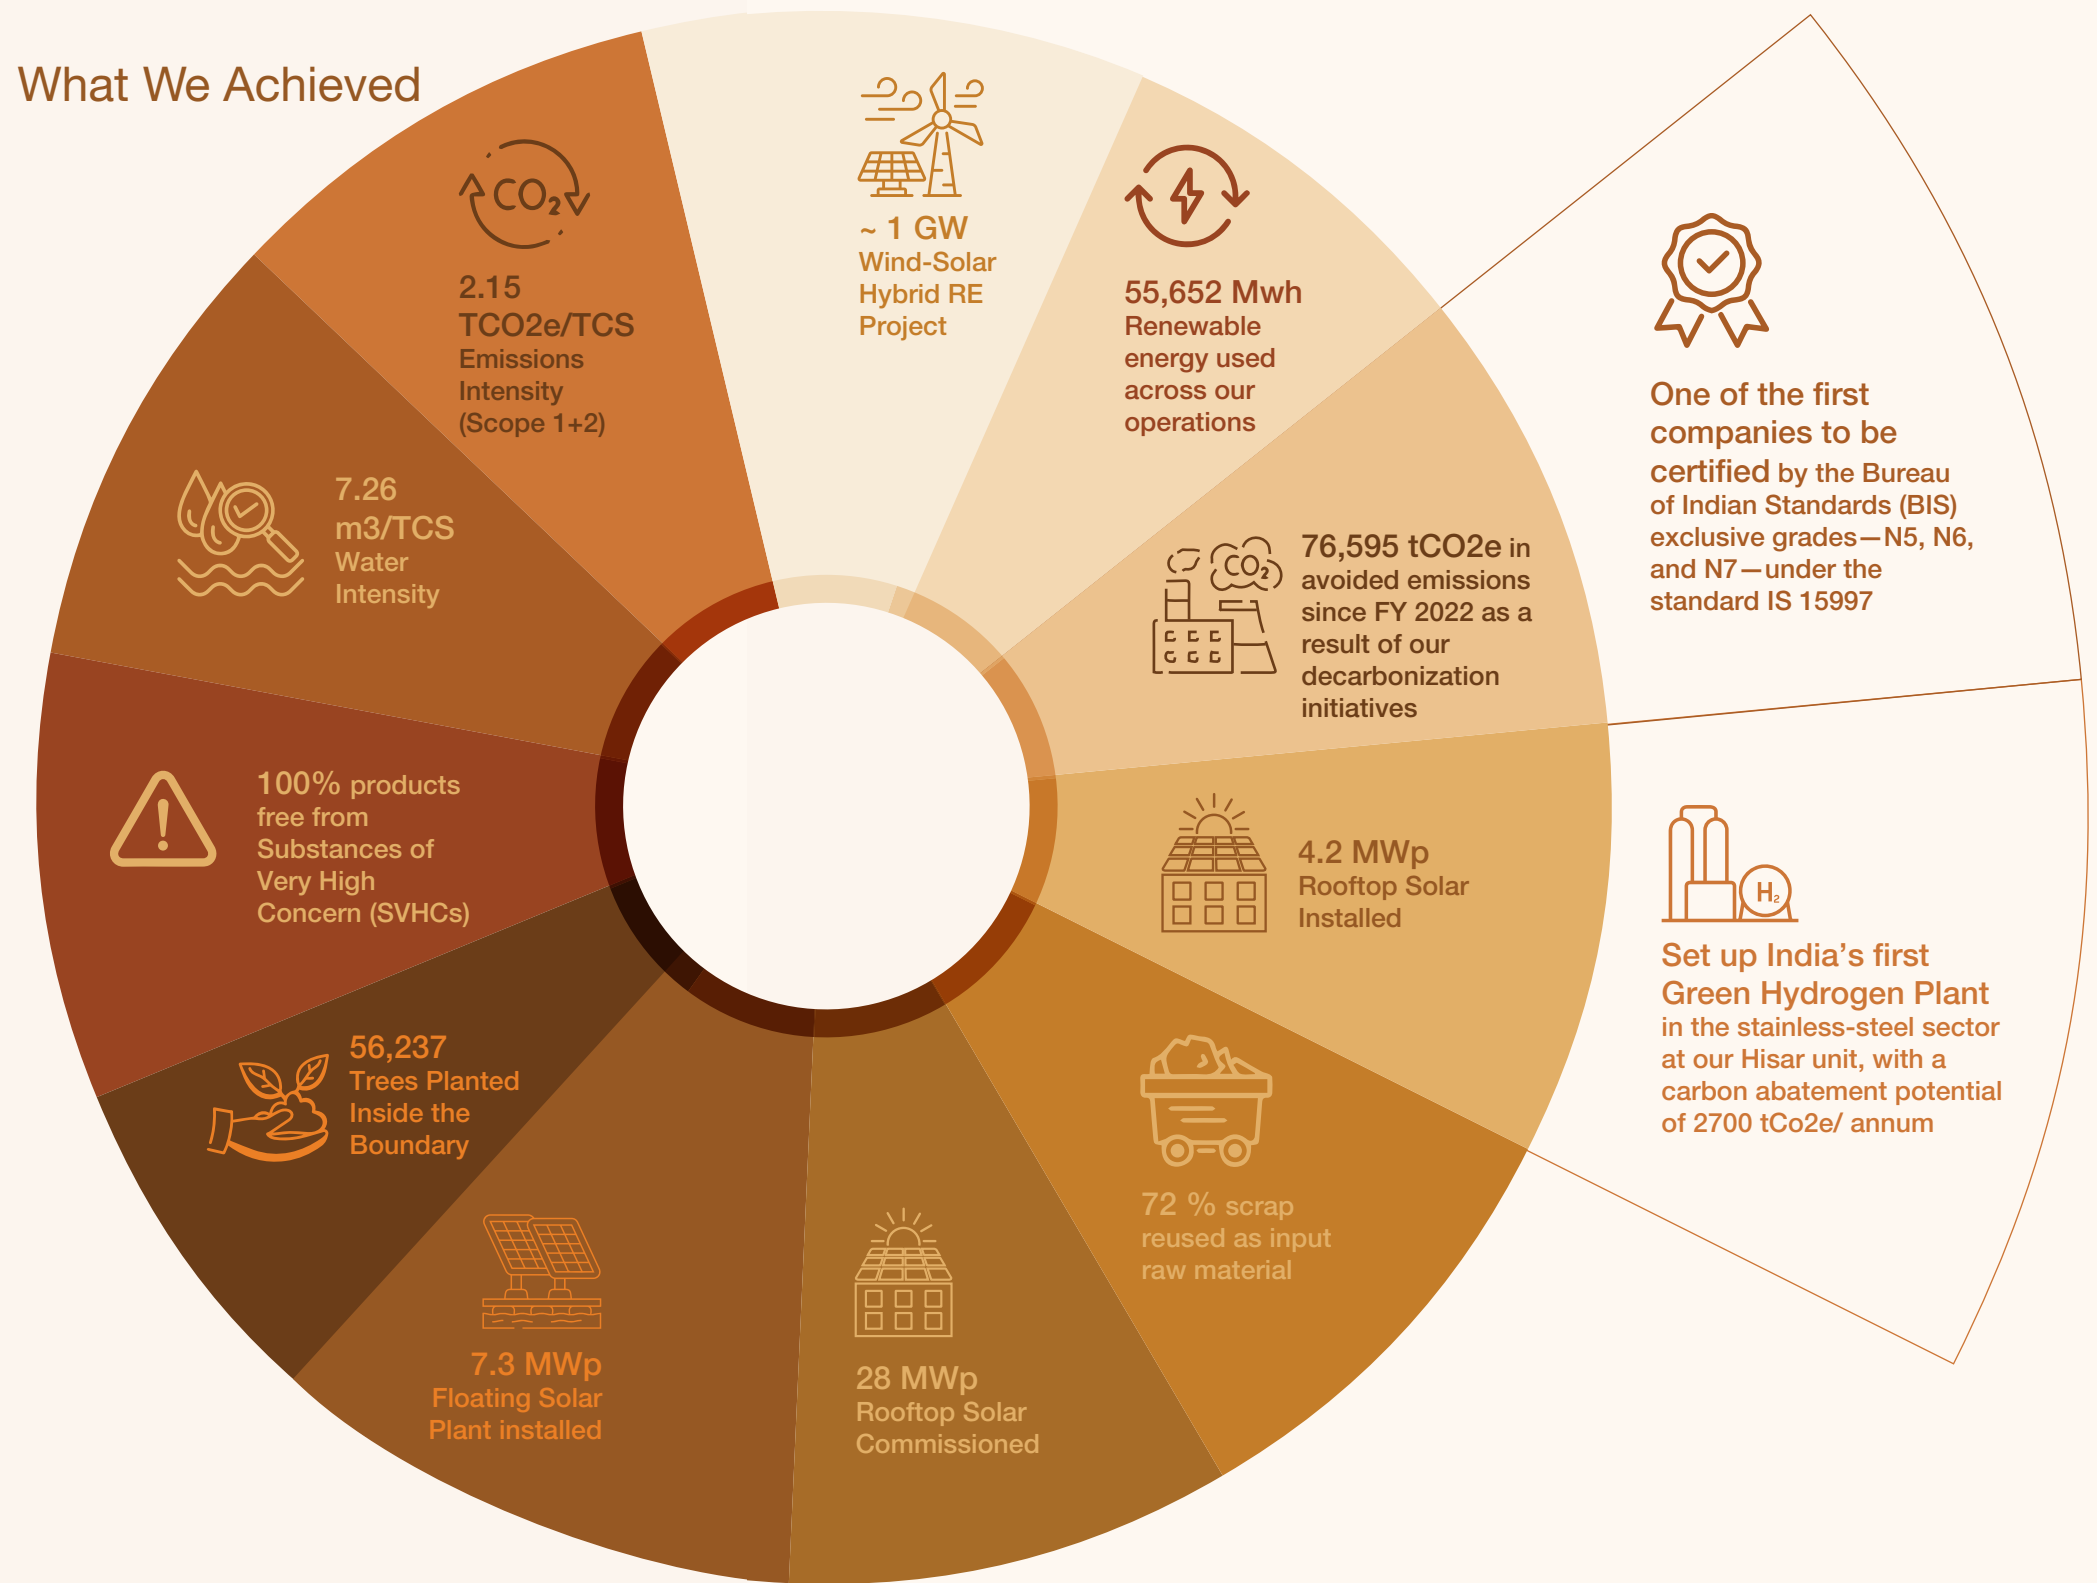 What We Achieved
CO2
2.15
TCO2e/TCS
Emissions
Intensity
(Scope 1+2)
~ 1 GW
Wind-Solar
Hybrid RE
Project
55,652 Mwh
Renewable
energy used
across our
operations
CO2
76,595 tCO2e in
avoided emissions
since FY 2022 as a
result of our
decarbonization
initiatives
4.2 MWp
Rooftop Solar
Installed
72 % scrap
reused as input
raw material
28 MWp
Rooftop Solar
Commissioned
7.3 MWp
Floating Solar
Plant installed
56,237
Trees Planted
Inside the
Boundary
100% products
free from
Substances of
Very High
Concern (SVHCs)
7.26
m3/TCS
Water
Intensity
One of the first
companies to be
certified by the Bureau
of Indian Standards (BIS)
exclusive grades—N5, N6,
and N7—under the
standard IS 15997
H2
Set up India’s first
Green Hydrogen Plant
in the stainless-steel sector
at our Hisar unit, with a
carbon abatement potential
of 2700 tCo2e/ annum